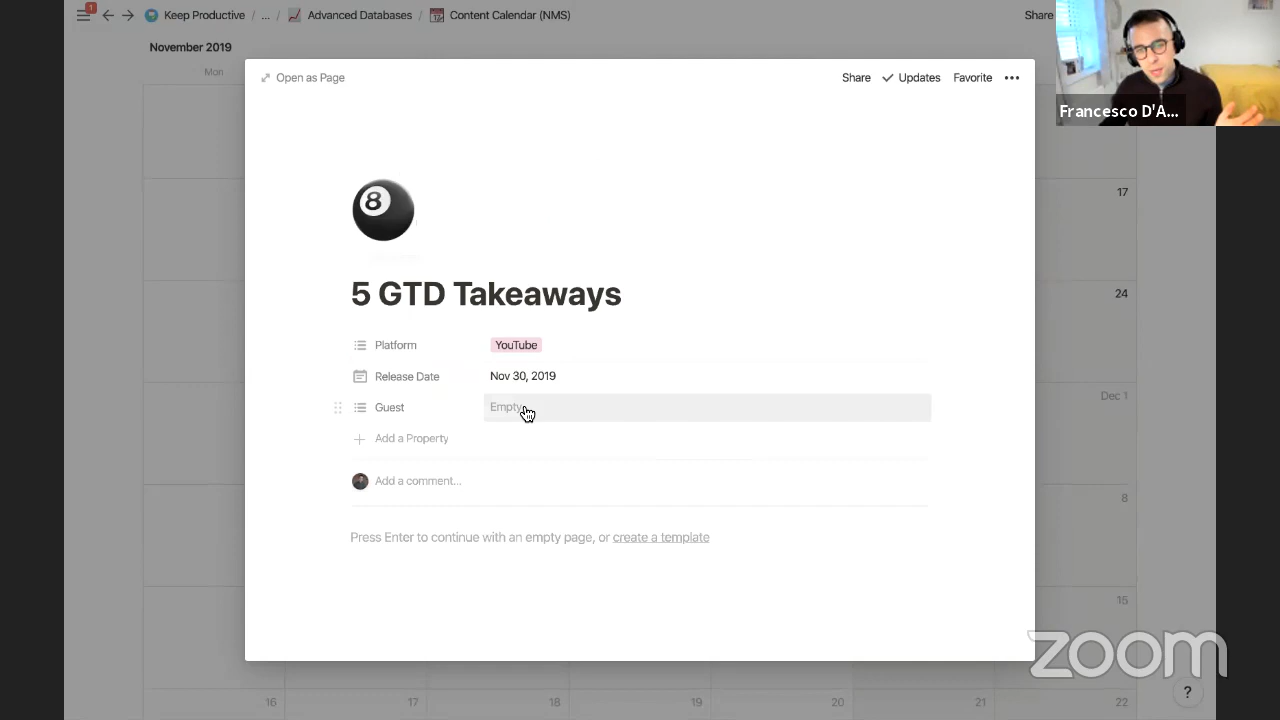 1
Keep Productive / ... / Advanced Databases / Content Calendar (NMS)
Share
November 2019
Mon
Open as Page
Share Updates Favorite
Francesco D'A...
17
8
5 GTD Takeaways
24
Platform YouTube
Release Date Nov 30, 2019
Dec 1
Guest Empty
Add a Property
Add a comment...
8
Press Enter to continue with an empty page, or create a template
15
zoom
16 17 18 19 20 21 22
?